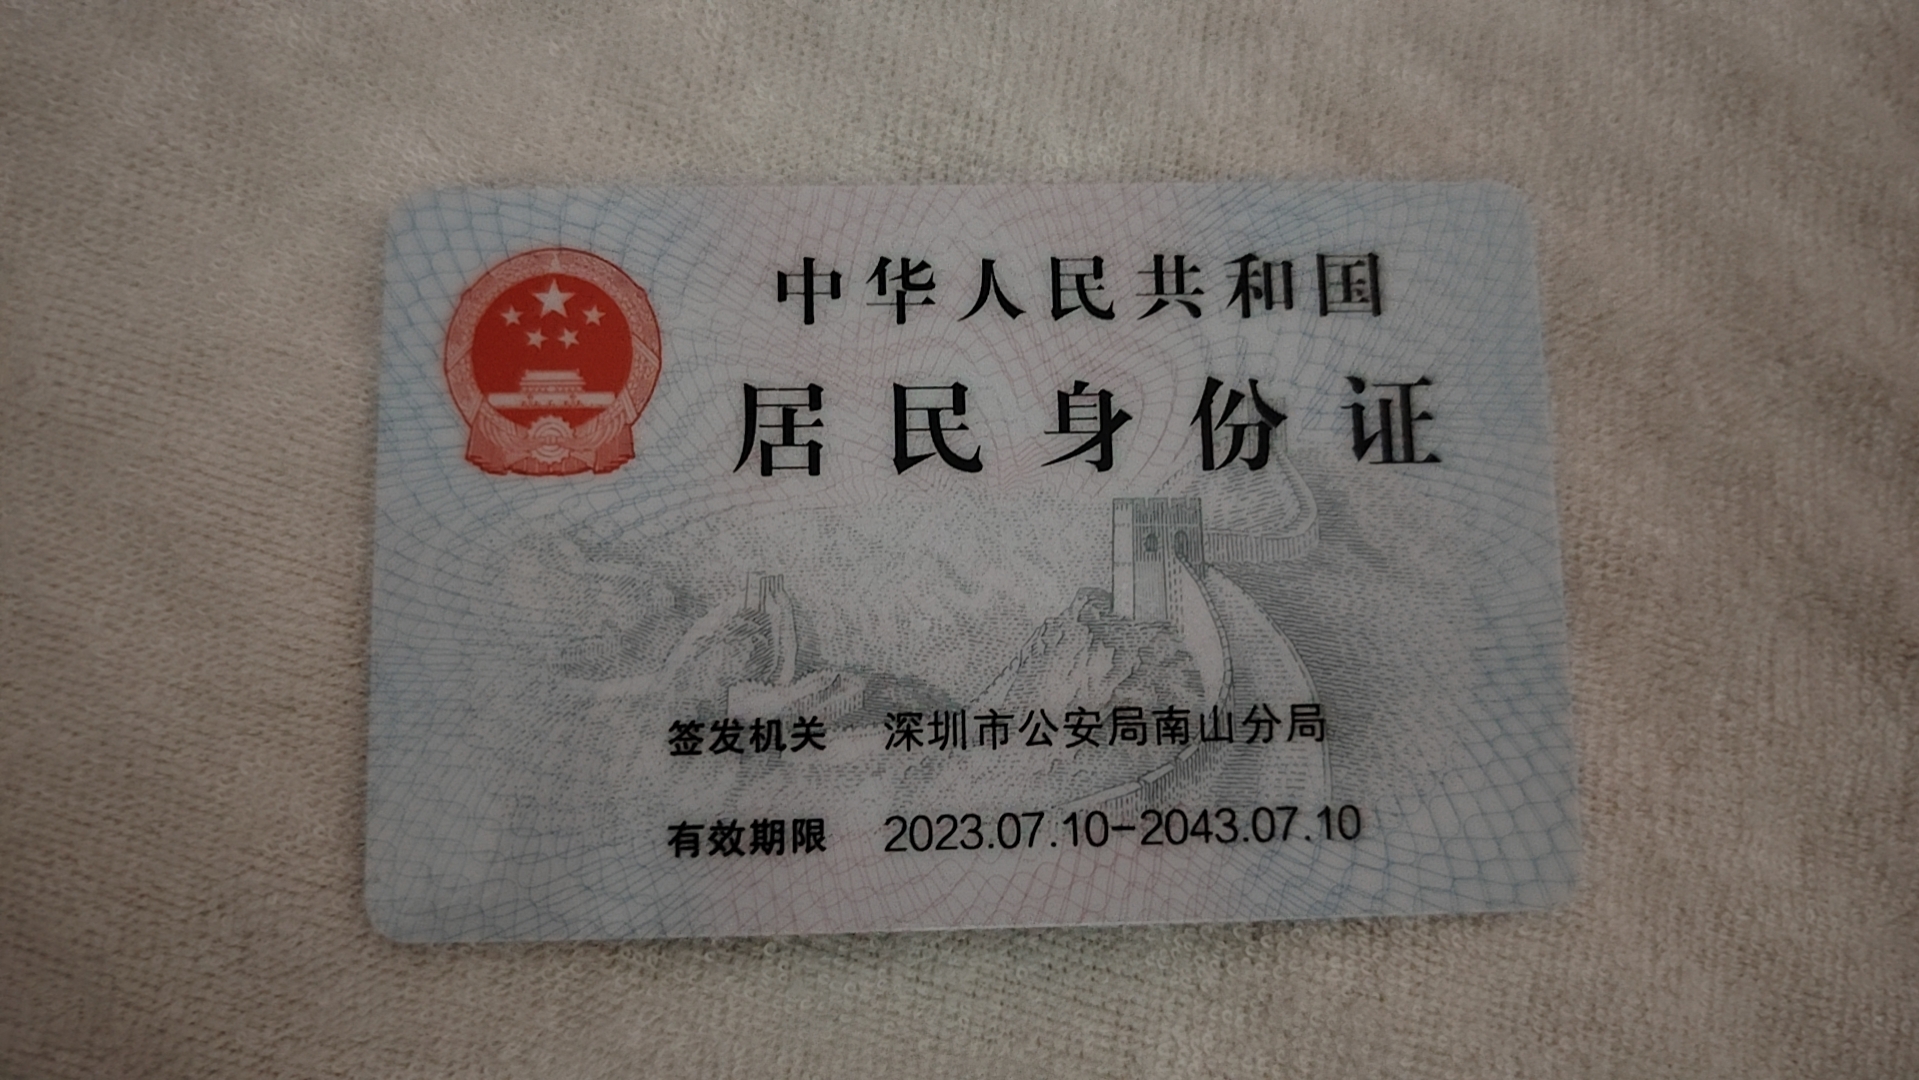 中华人民共和国
居民身份证
签发机关 深圳市公安局南山分局
有效期限 2023.07.10-2043.07.10